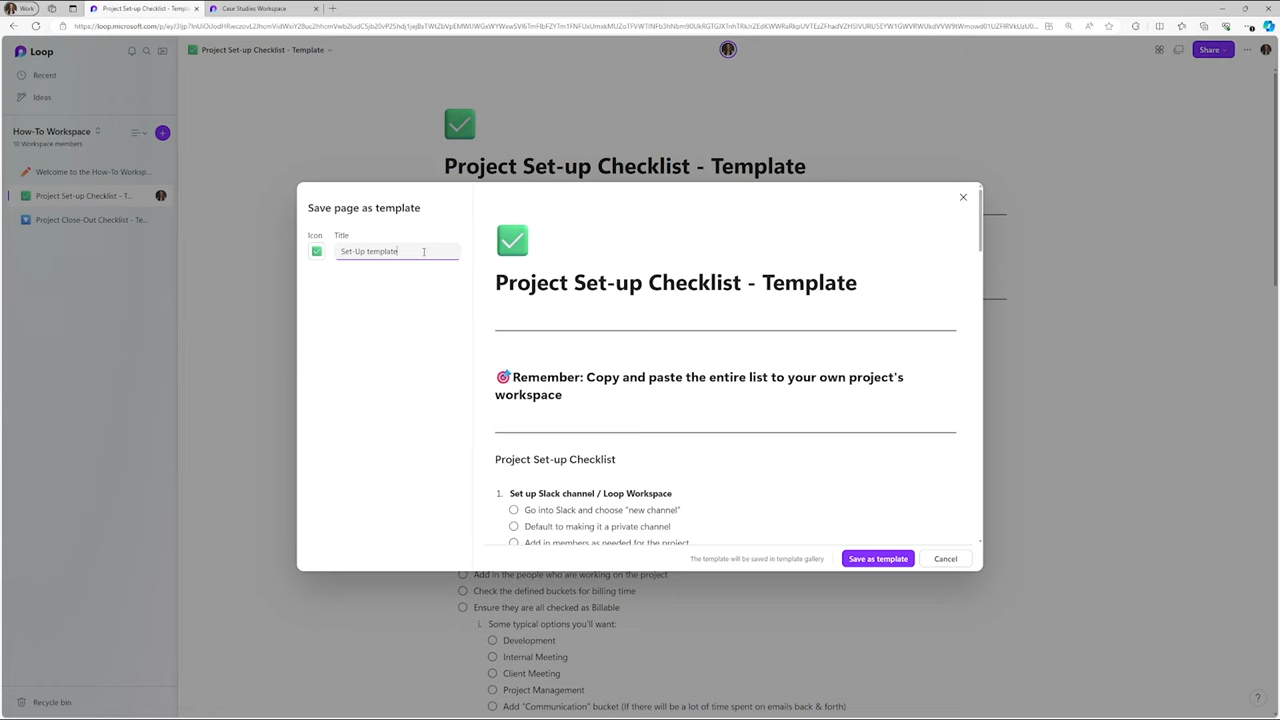 Work
Project Set-up Checklist - Templ
Case Studies Workspace
Loop
Project Set-up Checklist - Template
Share
Recent
Ideas
How-To Workspace
10 Workspace members
Welcome to the How-To Worksp...
Project Set-up Checklist - T...
Project Close-Out Checklist - Te...
Recycle bin
Project Set-up Checklist - Template
Save page as template
Icon
Title
Set-Up template
Project Set-up Checklist - Template
Remember: Copy and paste the entire list to your own project's
workspace
Project Set-up Checklist
1. Set up Slack channel / Loop Workspace
Go into Slack and choose "new channel"
Default to making it a private channel
Add in members as needed for the project
The template will be saved in template gallery
Save as template
Cancel
Add in the people who are working on the project
Check the defined buckets for billing time
Ensure they are all checked as Billable
i. Some typical options you'll want:
Development
Internal Meeting
Client Meeting
Project Management
Add "Communication" bucket (If there will be a lot of time spent on emails back & forth)